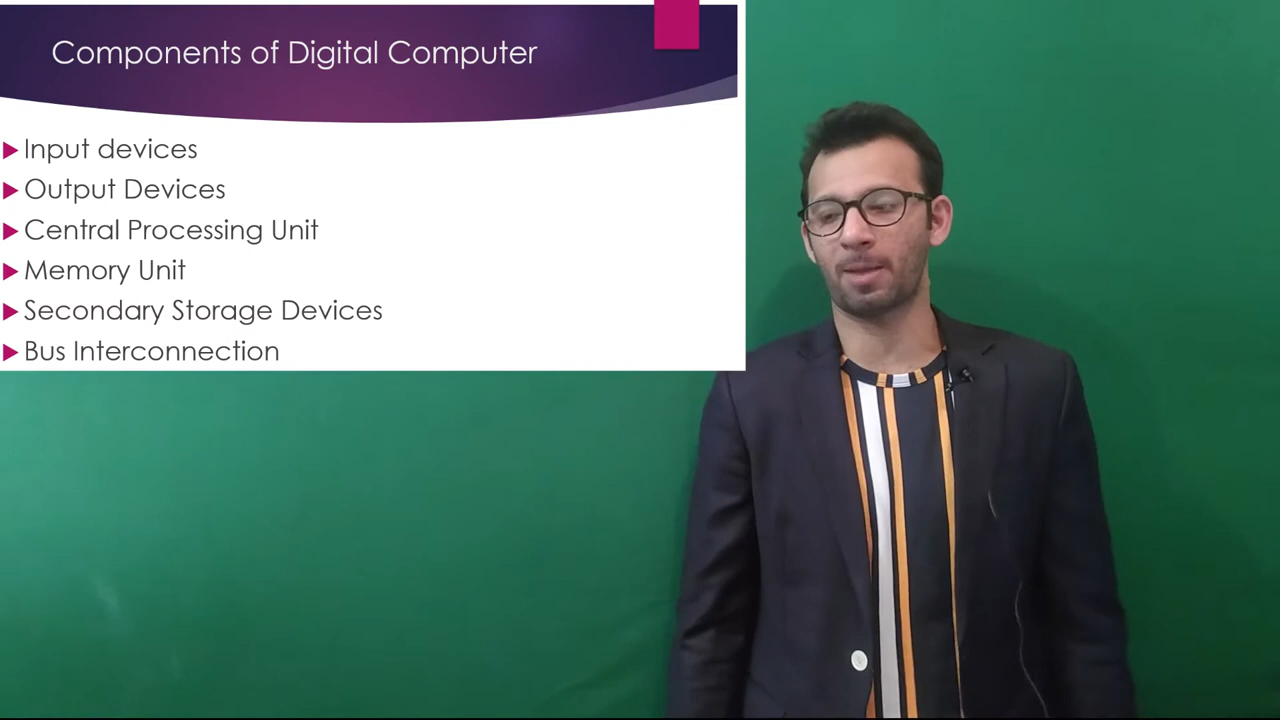 Components of Digital Computer
Input devices
Output Devices
Central Processing Unit
Memory Unit
Secondary Storage Devices
Bus Interconnection